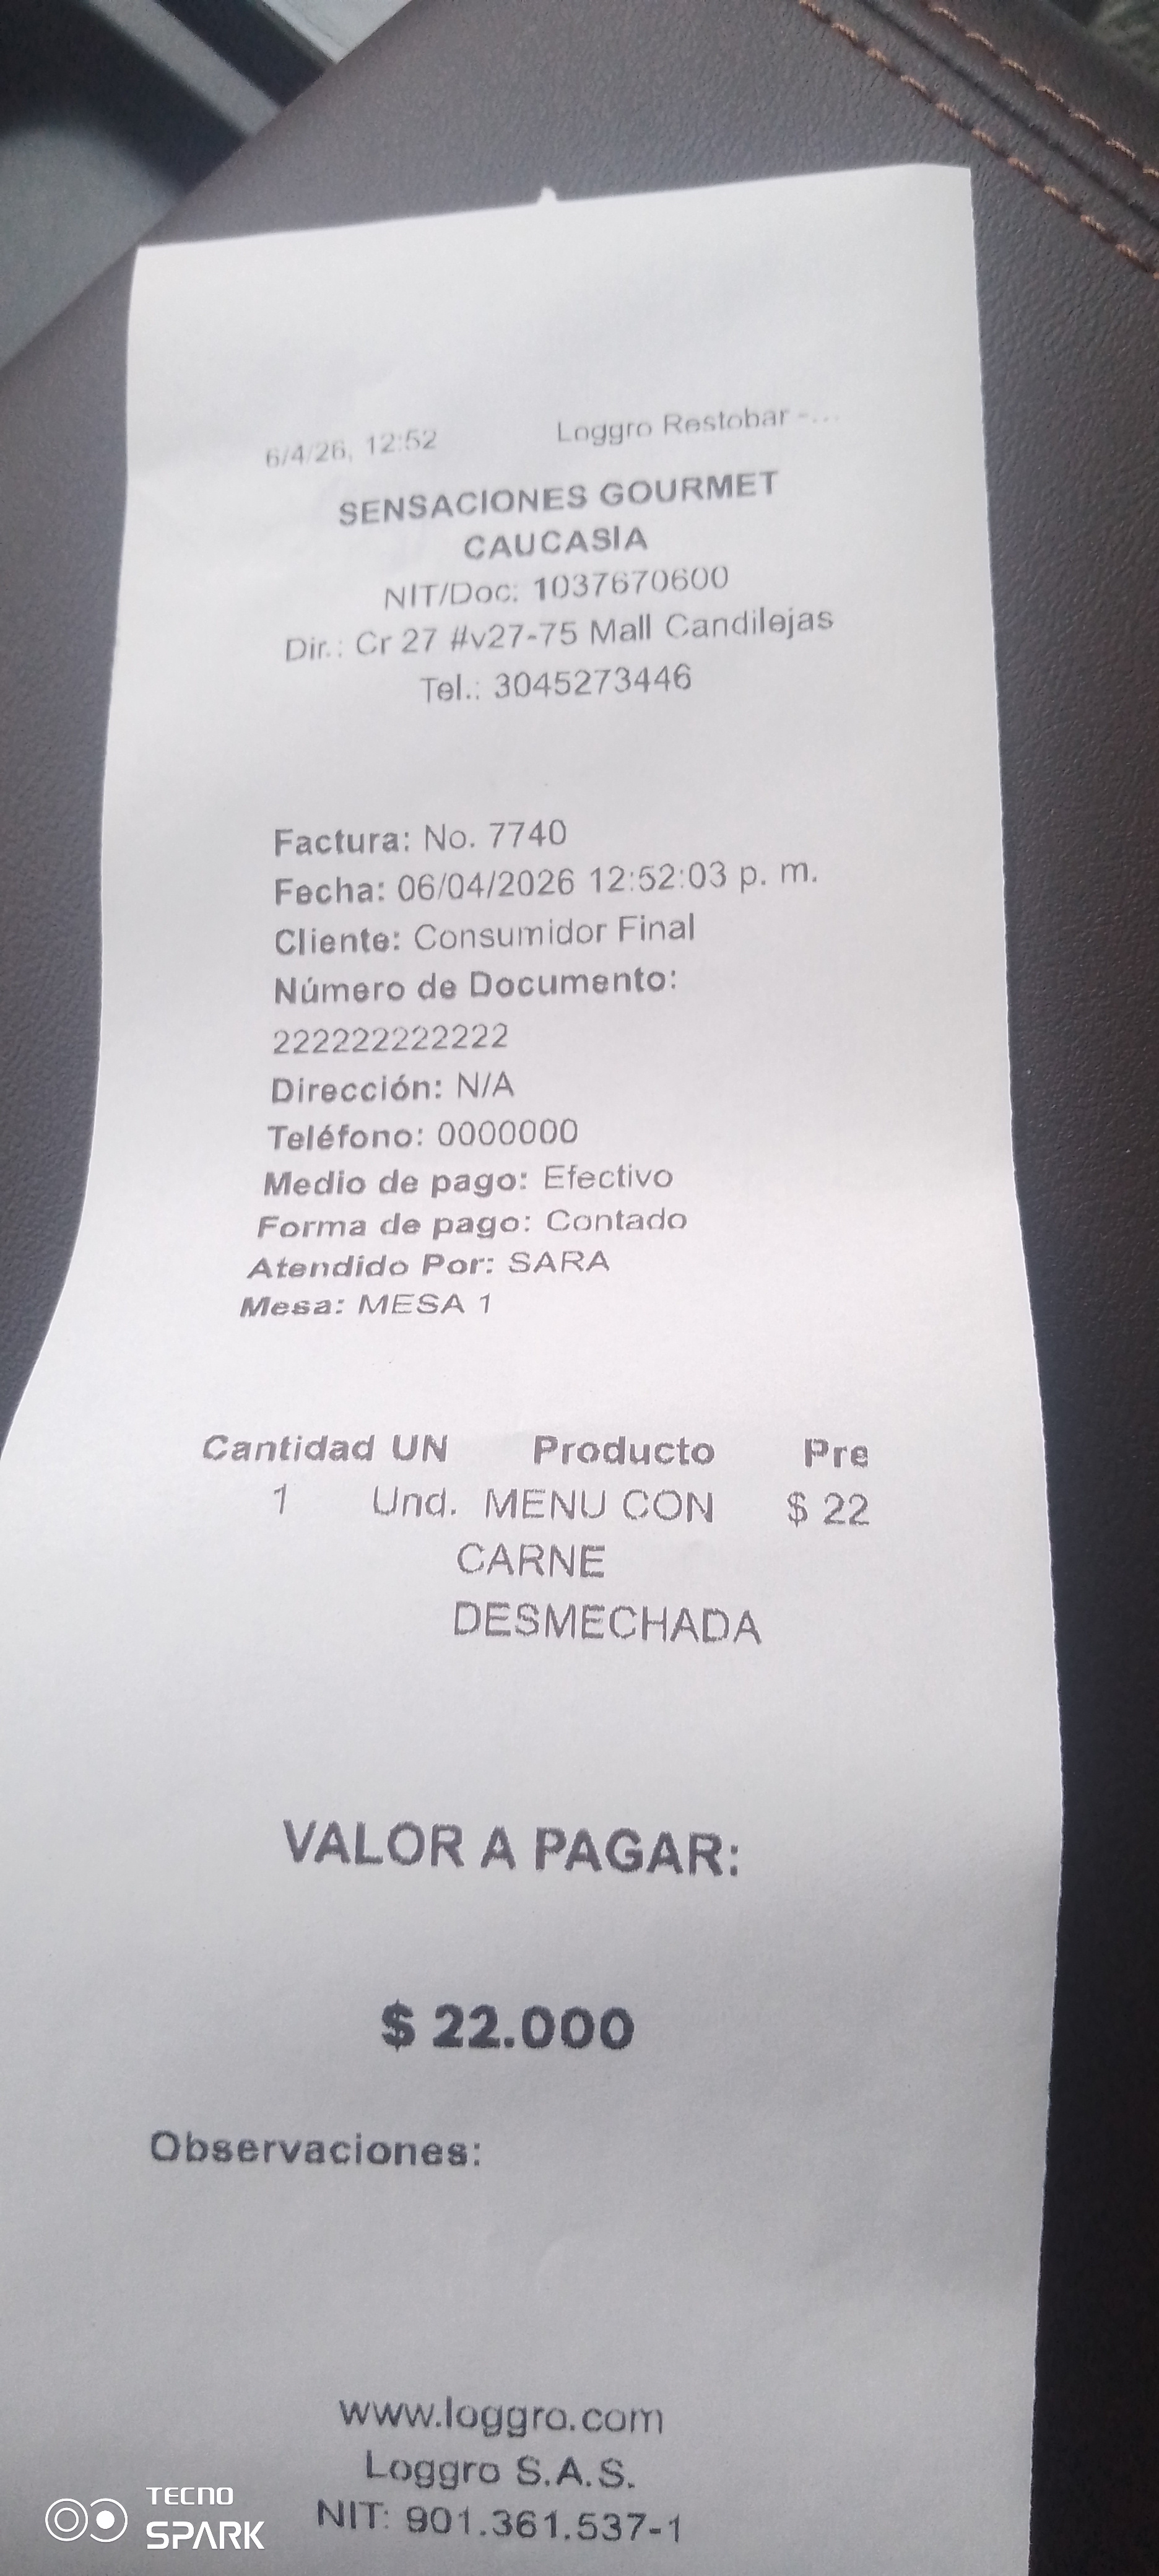 6/4/26, 12:52 Loggro Restobar -...
SENSACIONES GOURMET
CAUCASIA
NIT/Doc: 1037670600
Dir.: Cr 27 #v27-75 Mall Candilejas
Tel.: 3045273446
Factura: No. 7740
Fecha: 06/04/2026 12:52:03 p. m.
Cliente: Consumidor Final
Número de Documento:
222222222222
Dirección: N/A
Teléfono: 0000000
Medio de pago: Efectivo
Forma de pago: Contado
Atendido Por: SARA
Mesa: MESA 1
Cantidad UN Producto Pre
1 Und. MENU CON $ 22
CARNE
DESMECHADA
VALOR A PAGAR:
$ 22.000
Observaciones:
www.loggro.com
Loggro S.A.S.
NIT: 901.361.537-1
TECNO
SPARK